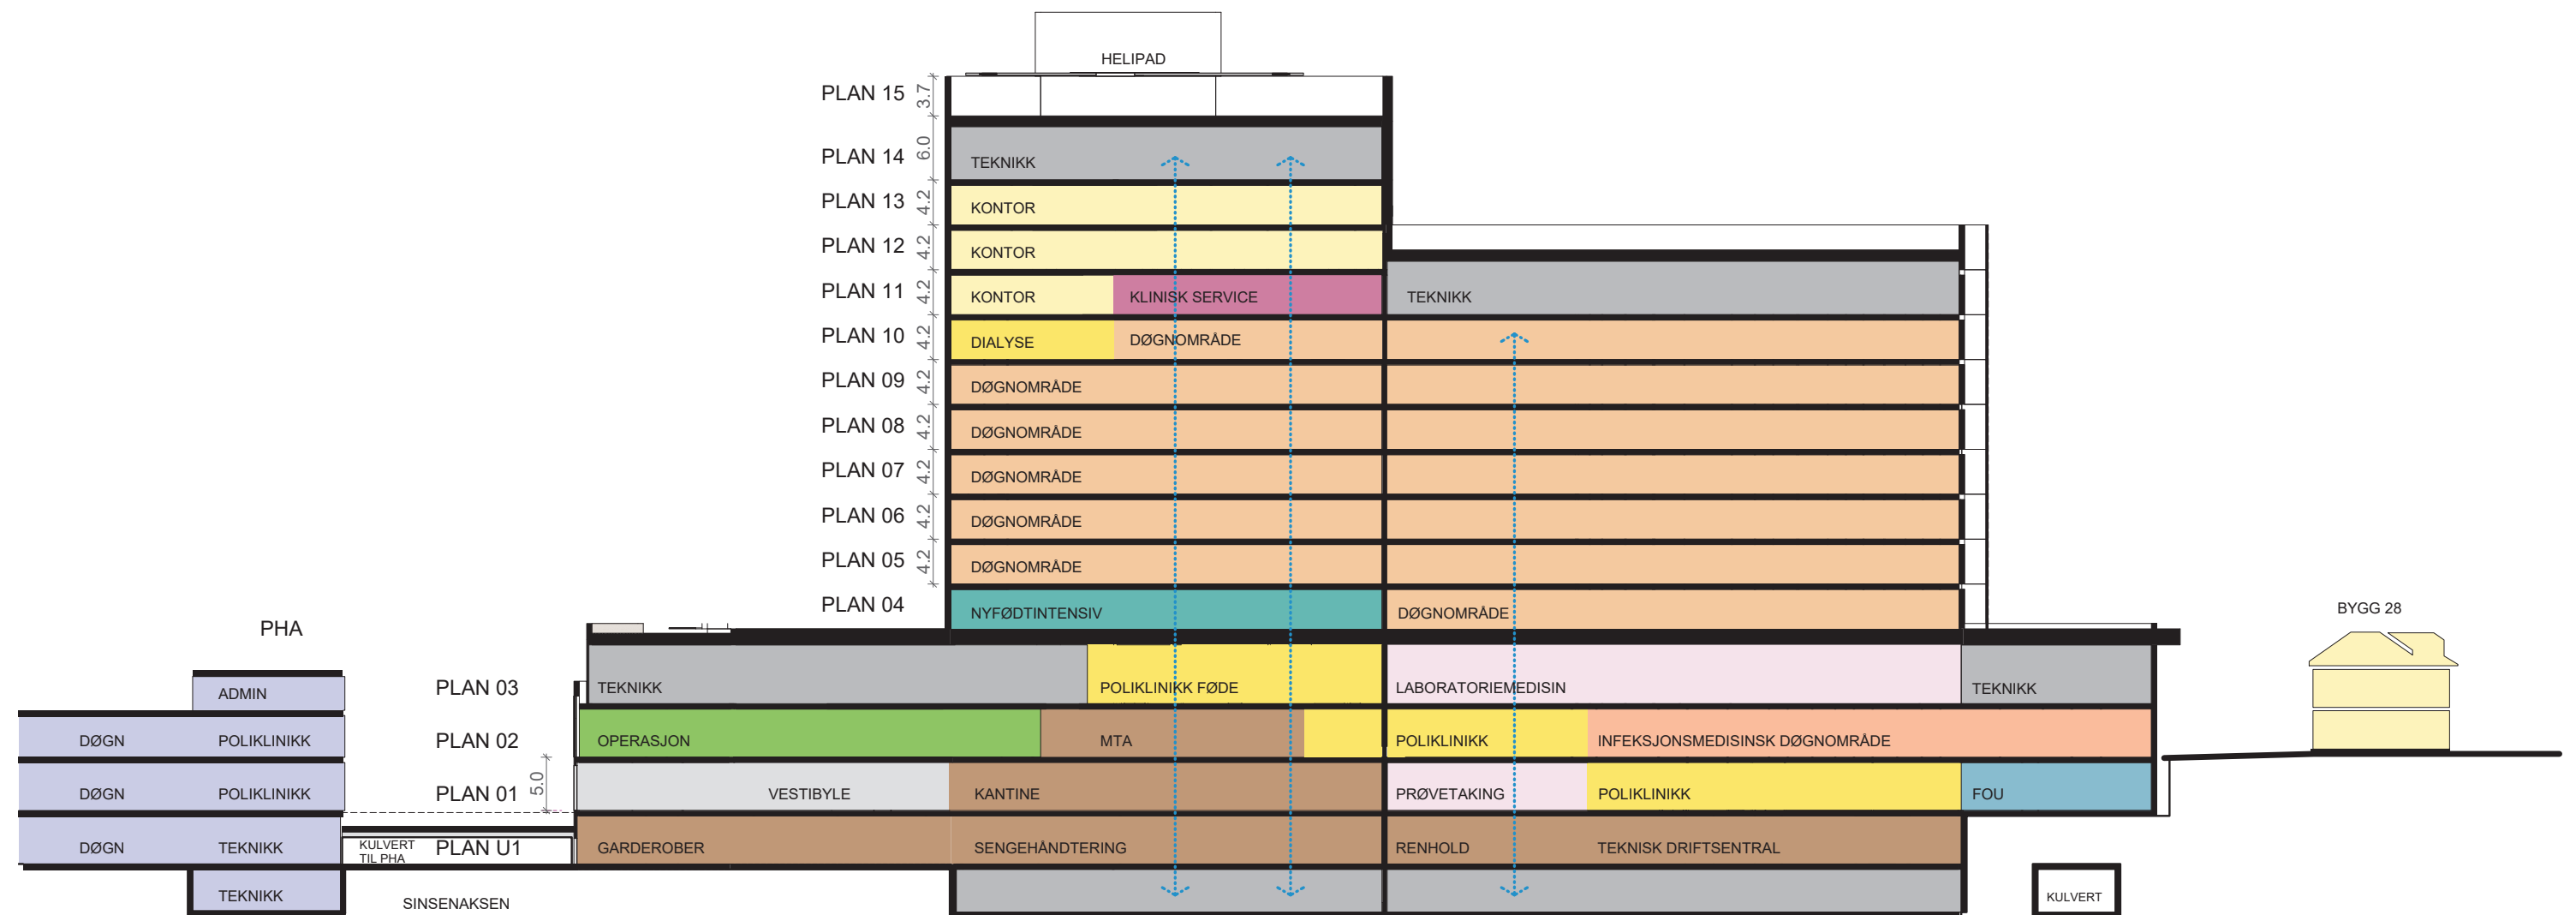 HELIPAD
PLAN 15 3.7
PLAN 14 6.0 TEKNIKK
PLAN 13 4.2 KONTOR
PLAN 12 4.2 KONTOR
PLAN 11 4.2 KONTOR KLINISK SERVICE TEKNIKK
PLAN 10 4.2 DIALYSE DØGNOMRÅDE
PLAN 09 4.2 DØGNOMRÅDE
PLAN 08 4.2 DØGNOMRÅDE
PLAN 07 4.2 DØGNOMRÅDE
PLAN 06 4.2 DØGNOMRÅDE
PLAN 05 4.2 DØGNOMRÅDE
PLAN 04 NYFØDTINTENSIV DØGNOMRÅDE
BYGG 28
PHA
ADMIN PLAN 03 TEKNIKK POLIKLINIKK FØDE LABORATORIEMEDISIN TEKNIKK
DØGN POLIKLINIKK PLAN 02 OPERASJON MTA POLIKLINIKK INFEKSJONSMEDISINSK DØGNOMRÅDE
DØGN POLIKLINIKK PLAN 01 5.0 VESTIBYLE KANTINE PRØVETAKING POLIKLINIKK FOU
DØGN TEKNIKK KULVERT
TIL PHA PLAN U1 GARDEROBER SENGEHÅNDTERING RENHOLD TEKNISK DRIFTSENTRAL
TEKNIKK SINSENAKSEN KULVERT